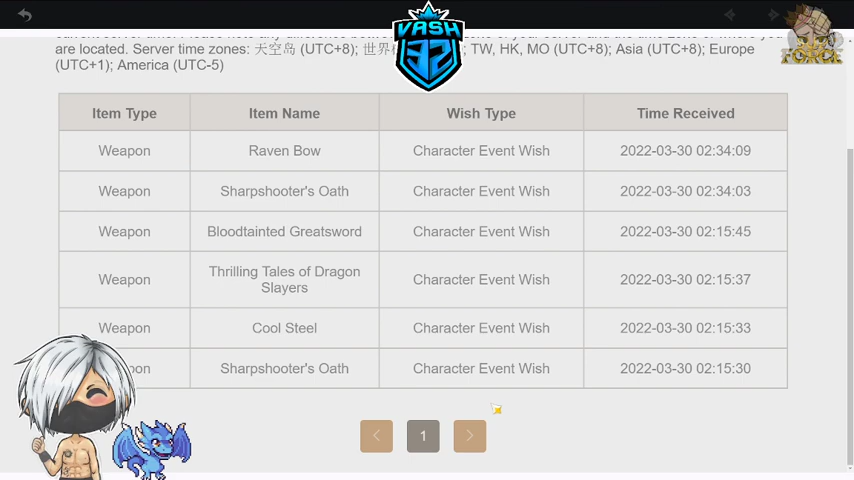 are located. Server time zones: 天空岛 (UTC+8); 世界 TW, HK, MO (UTC+8); Asia (UTC+8); Europe
(UTC+1); America (UTC-5)
VASH
32
FORCE
Item Type Item Name Wish Type Time Received
Weapon Raven Bow Character Event Wish 2022-03-30 02:34:09
Weapon Sharpshooter's Oath Character Event Wish 2022-03-30 02:34:03
Weapon Bloodtainted Greatsword Character Event Wish 2022-03-30 02:15:45
Weapon Thrilling Tales of Dragon Slayers Character Event Wish 2022-03-30 02:15:37
Weapon Cool Steel Character Event Wish 2022-03-30 02:15:33
Sharpshooter's Oath Character Event Wish 2022-03-30 02:15:30
1